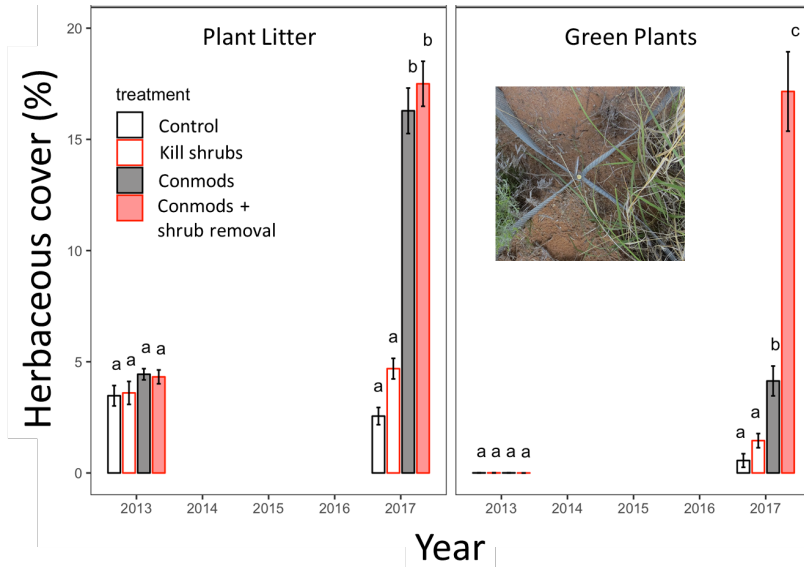 Herbaceous cover (%)
20
15
10
5
0
Plant Litter
treatment
Control
Kill shrubs
Conmods
Conmods +
shrub removal
a a a a
a
a
b
b
2013 2014 2015 2016 2017
Green Plants
a a a a
a
a
b
c
2013 2014 2015 2016 2017
Year